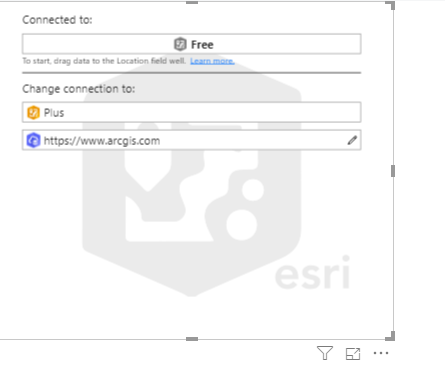 Connected to:
Free
To start, drag data to the Location field well. Learn more.
Change connection to:
Plus
https://www.arcgis.com
esri